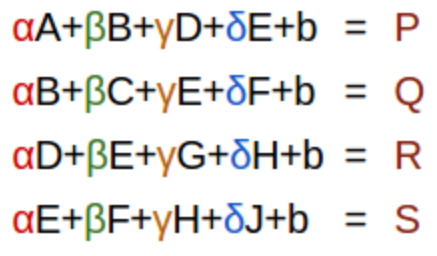 αA+βB+γD+δE+b = P
αB+βC+γE+δF+b = Q
αD+βE+γG+δH+b = R
αE+βF+γH+δJ+b = S